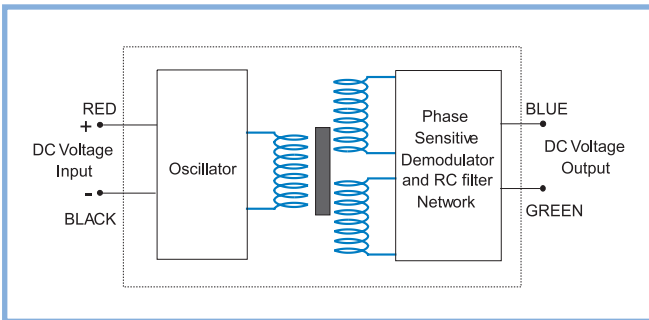 RED
+
DC Voltage
Input
-
BLACK
Oscillator
Phase
Sensitive
Demodulator
and RC filter
Network
BLUE
DC Voltage
Output
GREEN